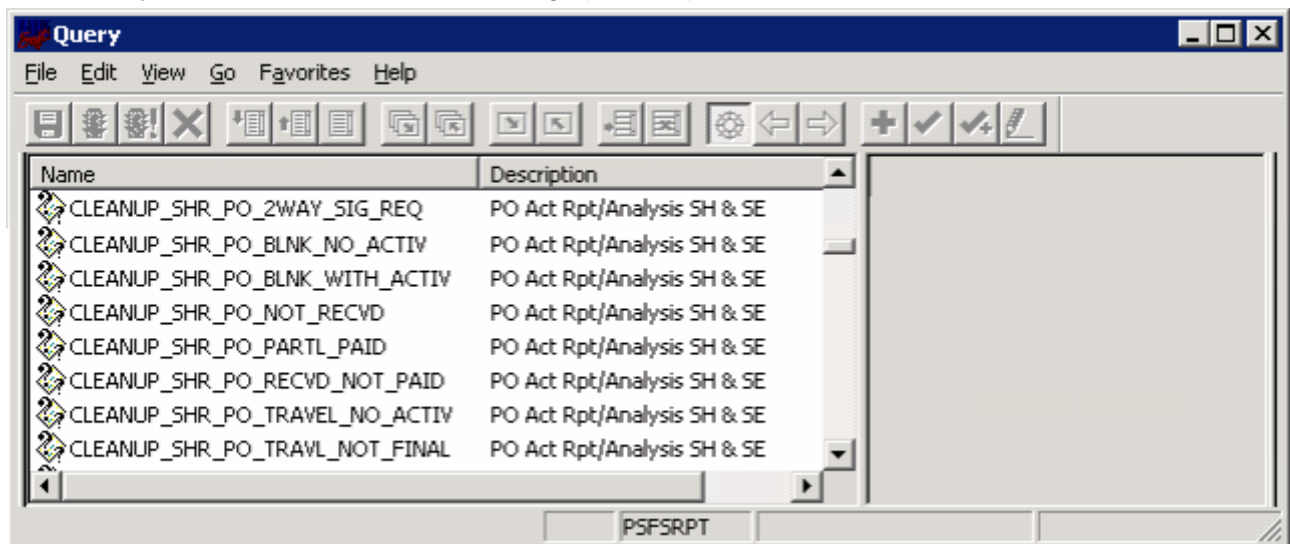 Query
File Edit View Go Favorites Help
Name Description
CLEANUP_SHR_PO_2WAY_SIG_REQ PO Act Rpt/Analysis SH & SE
CLEANUP_SHR_PO_BLNK_NO_ACTIV PO Act Rpt/Analysis SH & SE
CLEANUP_SHR_PO_BLNK_WITH_ACTIV PO Act Rpt/Analysis SH & SE
CLEANUP_SHR_PO_NOT_RECVD PO Act Rpt/Analysis SH & SE
CLEANUP_SHR_PO_PARTL_PAID PO Act Rpt/Analysis SH & SE
CLEANUP_SHR_PO_RECVD_NOT_PAID PO Act Rpt/Analysis SH & SE
CLEANUP_SHR_PO_TRAVEL_NO_ACTIV PO Act Rpt/Analysis SH & SE
CLEANUP_SHR_PO_TRAVL_NOT_FINAL PO Act Rpt/Analysis SH & SE
PSFSRPT